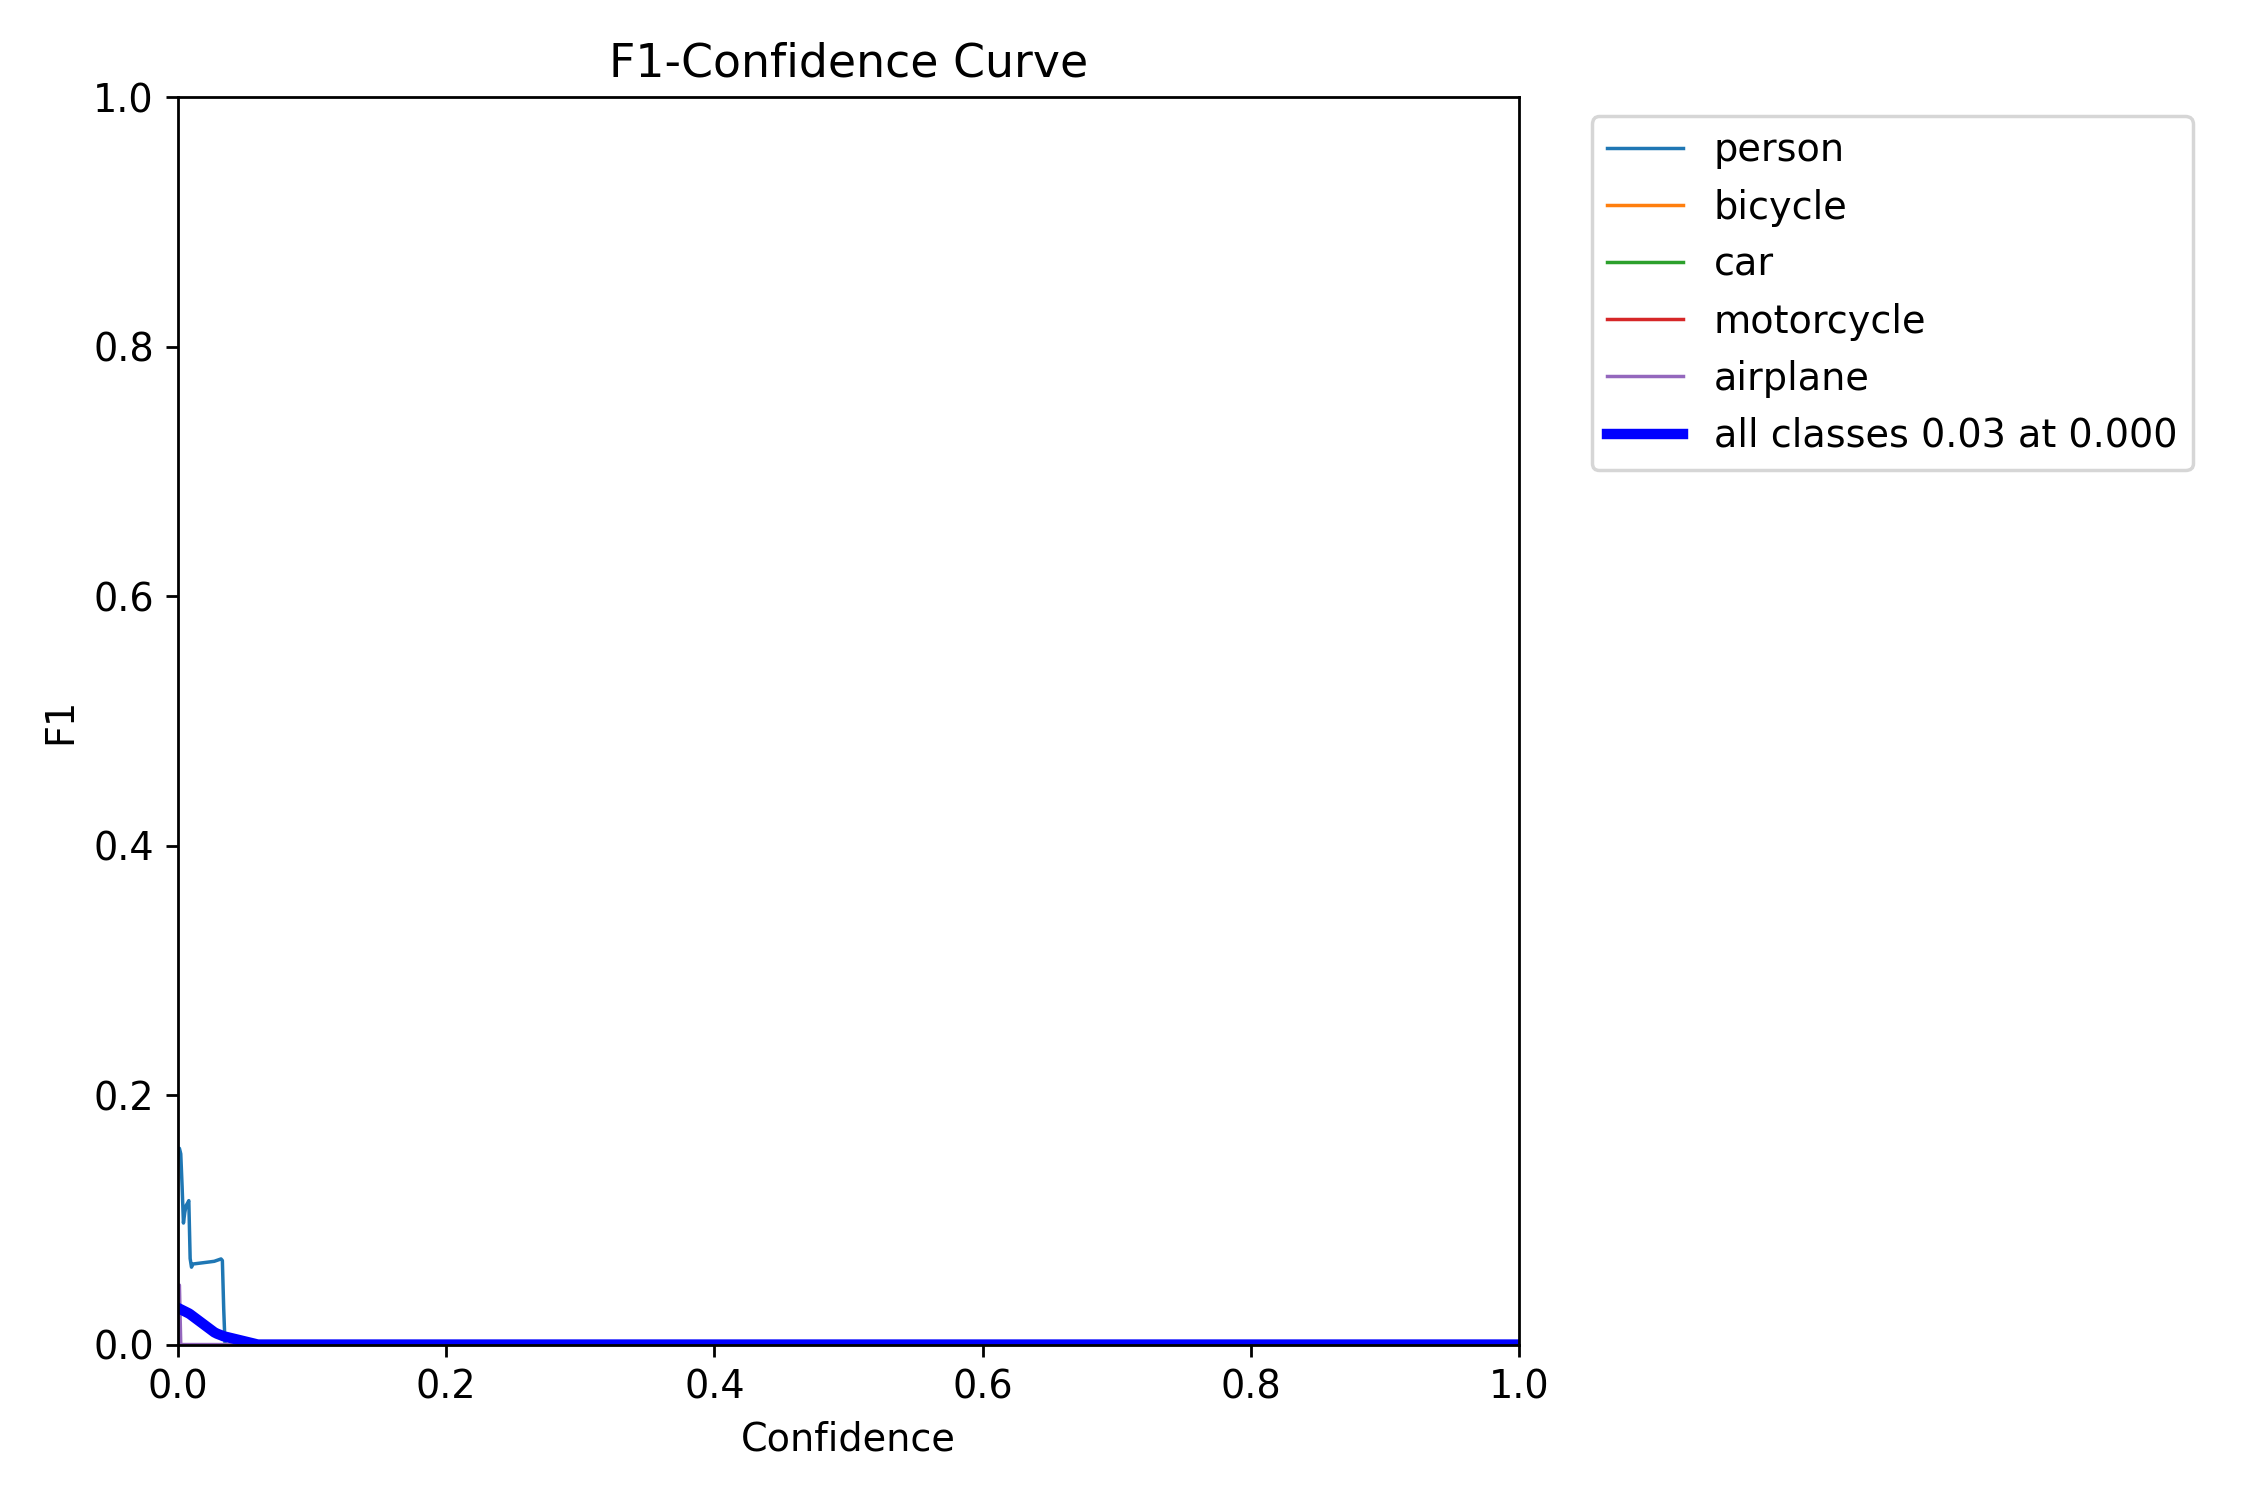 F1-Confidence Curve
1.0
0.8
0.6
0.4
0.2
0.0
F1
0.0
0.2
0.4
0.6
0.8
1.0
Confidence
person
bicycle
car
motorcycle
airplane
all classes 0.03 at 0.000